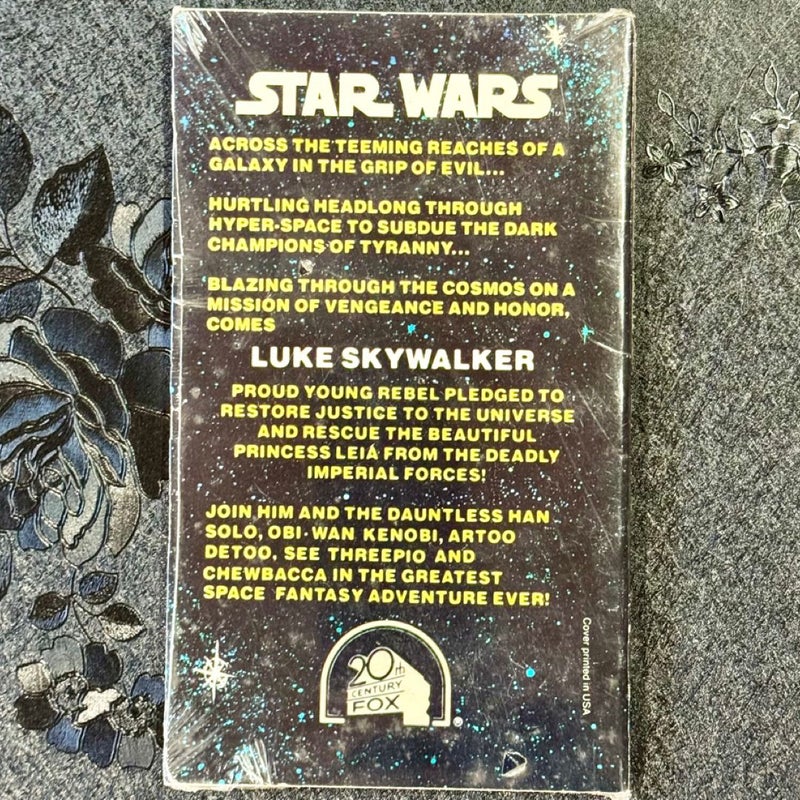 STAR WARS
ACROSS THE TEEMING REACHES OF A
GALAXY IN THE GRIP OF EVIL...
HURTLING HEADLONG THROUGH
HYPER-SPACE TO SUBDUE THE DARK
CHAMPIONS OF TYRANNY...
BLAZING THROUGH THE COSMOS ON A
MISSION OF VENGEANCE AND HONOR,
COMES
LUKE SKYWALKER
PROUD YOUNG REBEL PLEDGED TO
RESTORE JUSTICE TO THE UNIVERSE
AND RESCUE THE BEAUTIFUL
PRINCESS LEIA FROM THE DEADLY
IMPERIAL FORCES!
JOIN HIM AND THE DAUNTLESS HAN
SOLO, OBI-WAN KENOBI, ARTOO
DETOO, SEE THREEPIO AND
CHEWBACCA IN THE GREATEST
SPACE FANTASY ADVENTURE EVER!
20th
CENTURY
FOX
®
Cover printed in USA